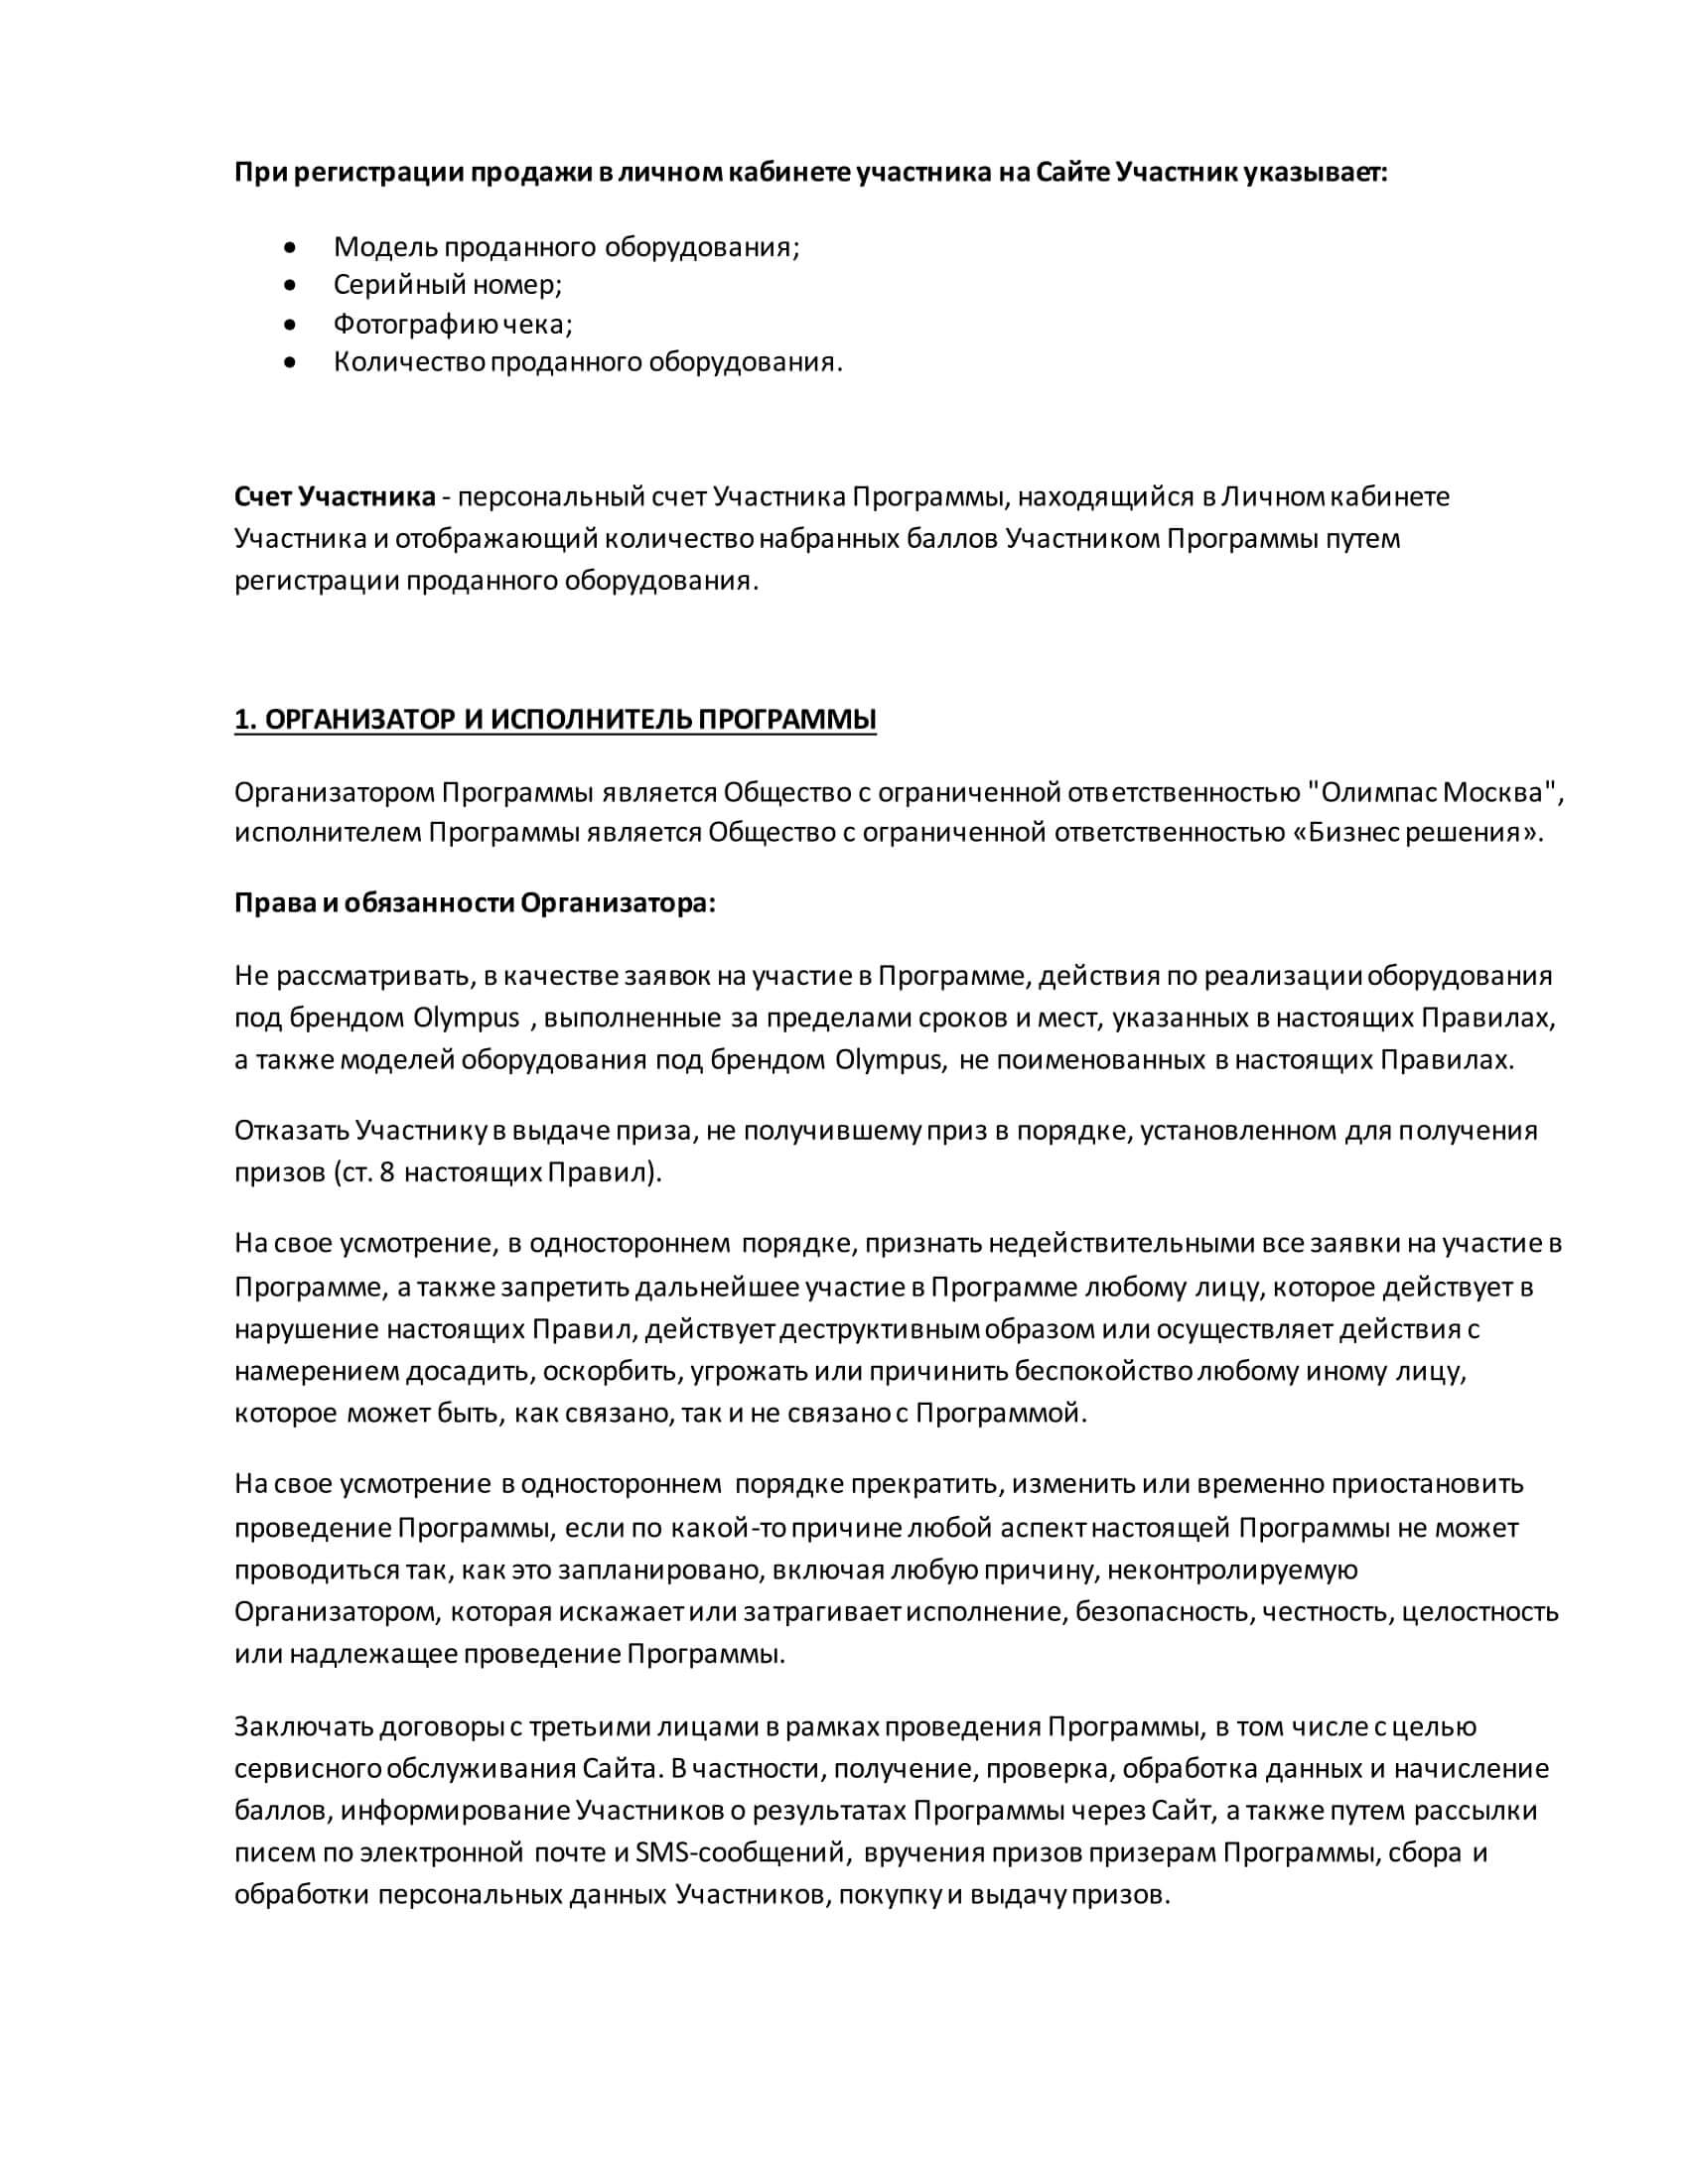 При регистрации продажи в личном кабинете участника на Сайте Участник указывает:
• Модель проданного оборудования;
• Серийный номер;
• Фотографию чека;
• Количество проданного оборудования.
Счет Участника - персональный счет Участника Программы, находящийся в Личном кабинете
Участника и отображающий количество набранных баллов Участником Программы путем
регистрации проданного оборудования.
1. ОРГАНИЗАТОР И ИСПОЛНИТЕЛЬ ПРОГРАММЫ
Организатором Программы является Общество с ограниченной ответственностью "Олимпас Москва",
исполнителем Программы является Общество с ограниченной ответственностью «Бизнес решения».
Права и обязанности Организатора:
Не рассматривать, в качестве заявок на участие в Программе, действия по реализации оборудования
под брендом Olympus , выполненные за пределами сроков и мест, указанных в настоящих Правилах,
а также моделей оборудования под брендом Olympus, не поименованных в настоящих Правилах.
Отказать Участнику в выдаче приза, не получившему приз в порядке, установленном для получения
призов (ст. 8 настоящих Правил).
На свое усмотрение, в одностороннем порядке, признать недействительными все заявки на участие в
Программе, а также запретить дальнейшее участие в Программе любому лицу, которое действует в
нарушение настоящих Правил, действует деструктивным образом или осуществляет действия с
намерением досадить, оскорбить, угрожать или причинить беспокойство любому иному лицу,
которое может быть, как связано, так и не связано с Программой.
На свое усмотрение в одностороннем порядке прекратить, изменить или временно приостановить
проведение Программы, если по какой-то причине любой аспект настоящей Программы не может
проводиться так, как это запланировано, включая любую причину, неконтролируемую
Организатором, которая искажает или затрагивает исполнение, безопасность, честность, целостность
или надлежащее проведение Программы.
Заключать договоры с третьими лицами в рамках проведения Программы, в том числе с целью
сервисного обслуживания Сайта. В частности, получение, проверка, обработка данных и начисление
баллов, информирование Участников о результатах Программы через Сайт, а также путем рассылки
писем по электронной почте и SMS-сообщений, вручения призов призерам Программы, сбора и
обработки персональных данных Участников, покупку и выдачу призов.